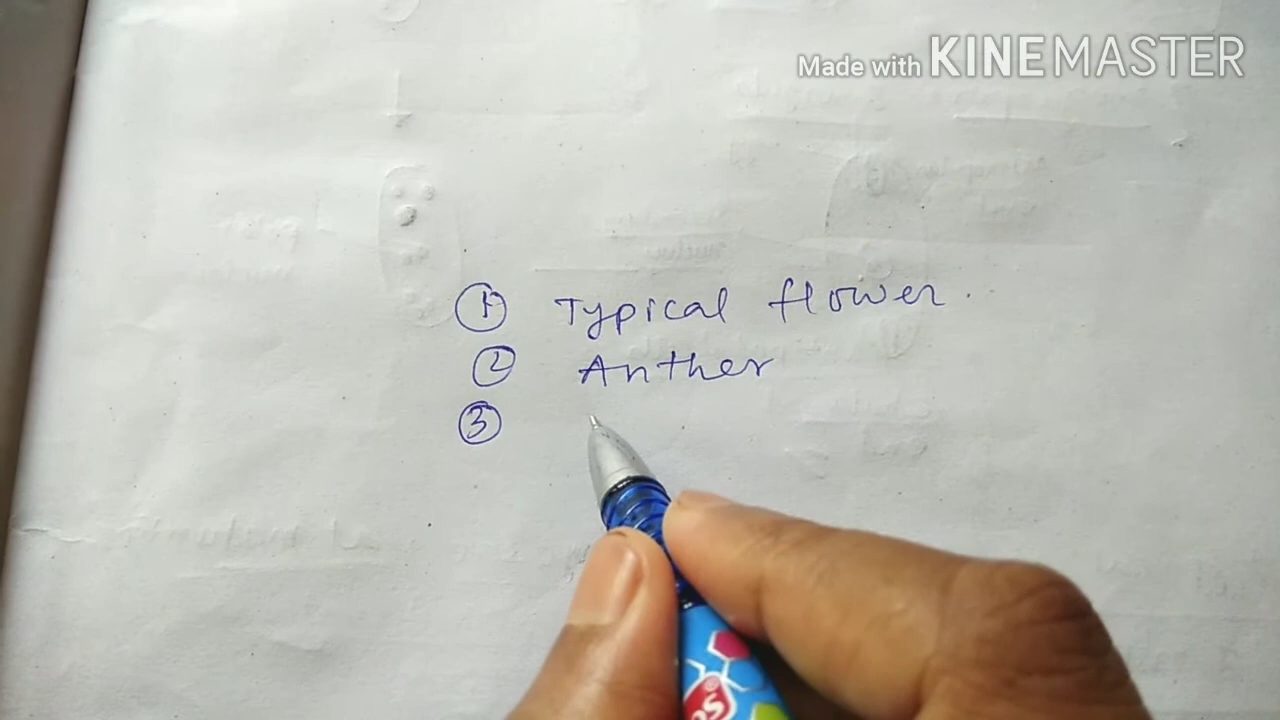 Made with KINEMASTER
① Typical flower.
② Anther
③